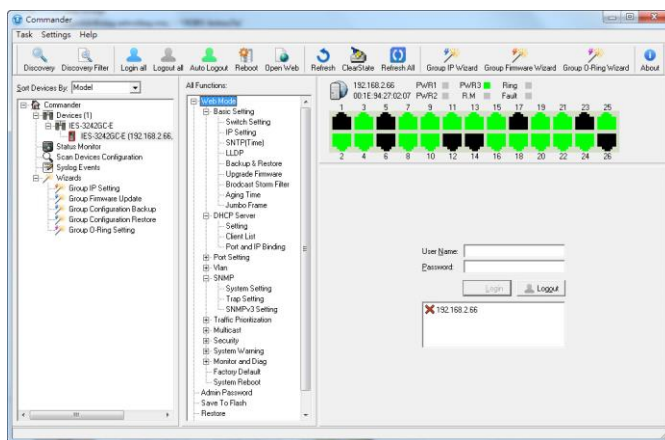 Commander
Task Settings Help
Discovery Discovery Filter Login all Logout all Auto Logout Reboot Open Web Refresh ClearState Refresh All Group IP Wizard Group Firmware Wizard Group O-Ring Wizard About
Sort Devices By: Model
Commander
Devices (1)
IES-3242GC-E
IES-3242GC-E (192.168.2.66,
Status Monitor
Scan Devices Configuration
Syslog Events
Wizards
Group IP Setting
Group Firmware Update
Group Configuration Backup
Group Configuration Restore
Group O-Ring Setting
All Functions:
Web Mode
Basic Setting
Switch Setting
IP Setting
SNTP(Time)
LLDP
Backup & Restore
Upgrade Firmware
Brodcast Storm Filter
Aging Time
Jumbo Frame
DHCP Server
Setting
Client List
Port and IP Binding
Port Setting
Vlan
SNMP
System Setting
Trap Setting
SNMPv3 Setting
Traffic Prioritization
Multicast
Security
System Warning
Monitor and Diag
Factory Default
System Reboot
Admin Password
Save To Flash
Restore
192.168.2.66 PWR1 PWR3 Ring
00:1E:94:27:02:07 PWR2 R.M Fault
1 3 5 7 9 11 13 15 17 19 21 23 25
2 4 6 8 10 12 14 16 18 20 22 24 26
User Name:
Password:
Login Logout
192.168.2.66